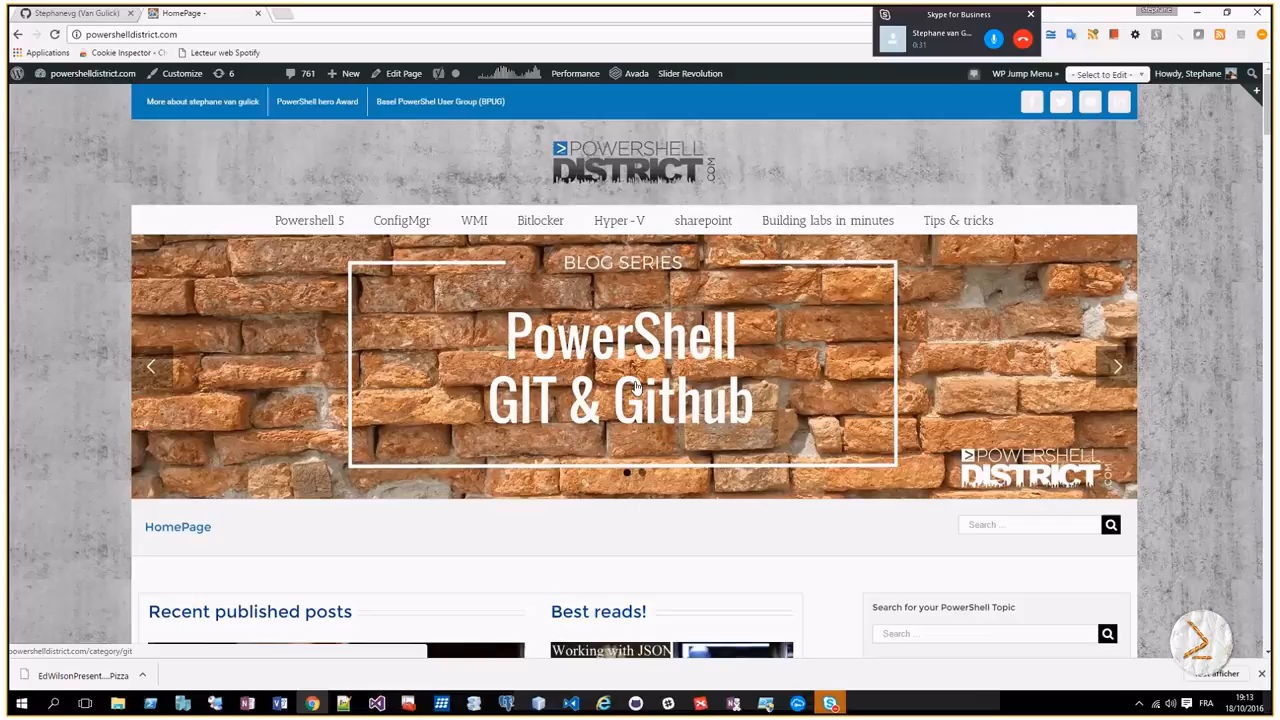 Stephanevg (Van Gulick)
HomePage -
Stephane
Skype for Business
Stephane van G...
0:31
powershelldistrict.com
Applications
Cookie Inspector - Ch
Lecteur web Spotify
powershelldistrict.com
Customize
6
761
New
Edit Page
Performance
Avada
Slider Revolution
WP Jump Menu »
- Select to Edit -
Howdy, Stephane
More about stephane van gulick
PowerShell hero Award
Basel PowerShel User Group (BPUG)
>POWERSHELL
DISTRICT.COM
Powershell 5
ConfigMgr
WMI
Bitlocker
Hyper-V
sharepoint
Building labs in minutes
Tips & tricks
BLOG SERIES
PowerShell
GIT & Github
>POWERSHELL
DISTRICT.COM
HomePage
Search ...
Recent published posts
Best reads!
Search for your PowerShell Topic
Search ...
Working with JSON
powershelldistrict.com/category/git
EdWilsonPresent....Pizza
afficher
FRA
19:13
18/10/2016